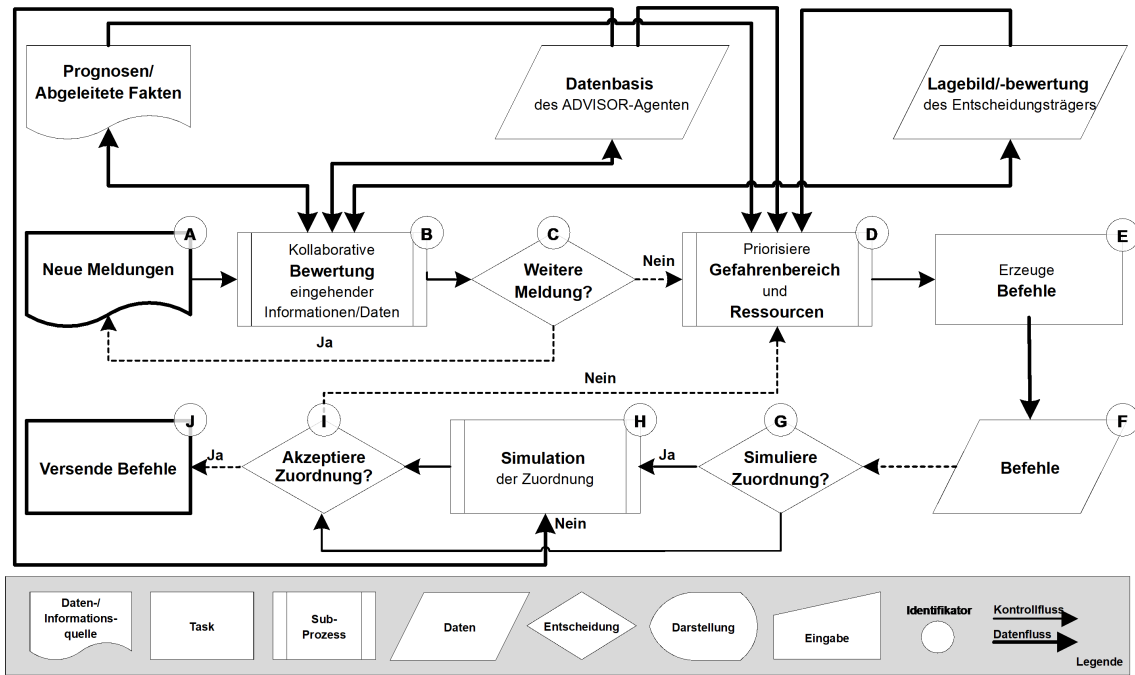 Prognosen/
Abgeleitete Fakten
Datenbasis
des ADVISOR-Agenten
Lagebild/-bewertung
des Entscheidungsträgers
A
Neue Meldungen
B
Kollaborative
Bewertung
eingehender
Informationen/Daten
C
Weitere
Meldung?
Nein
Ja
D
Priorisiere
Gefahrenbereich
und
Ressourcen
E
Erzeuge
Befehle
Nein
J
Versende Befehle
Ja
I
Akzeptiere
Zuordnung?
H
Simulation
der Zuordnung
Ja
G
Simuliere
Zuordnung?
Nein
F
Befehle
Daten-/
Informations-
quelle
Task
Sub-
Prozess
Daten
Entscheidung
Darstellung
Eingabe
Identifikator
Kontrollfluss
Datenfluss
Legende